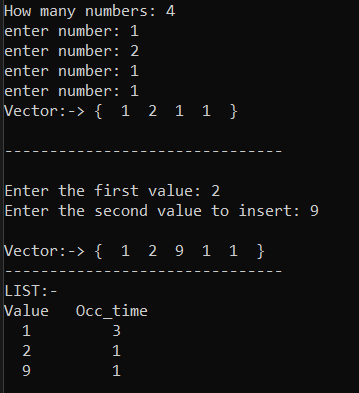 How many numbers: 4
enter number: 1
enter number: 2
enter number: 1
enter number: 1
Vector:-> {  1  2  1  1  }
-------------------------------
Enter the first value: 2
Enter the second value to insert: 9
Vector:-> {  1  2  9  1  1  }
-------------------------------
LIST:-
Value   Occ_time
  1         3
  2         1
  9         1